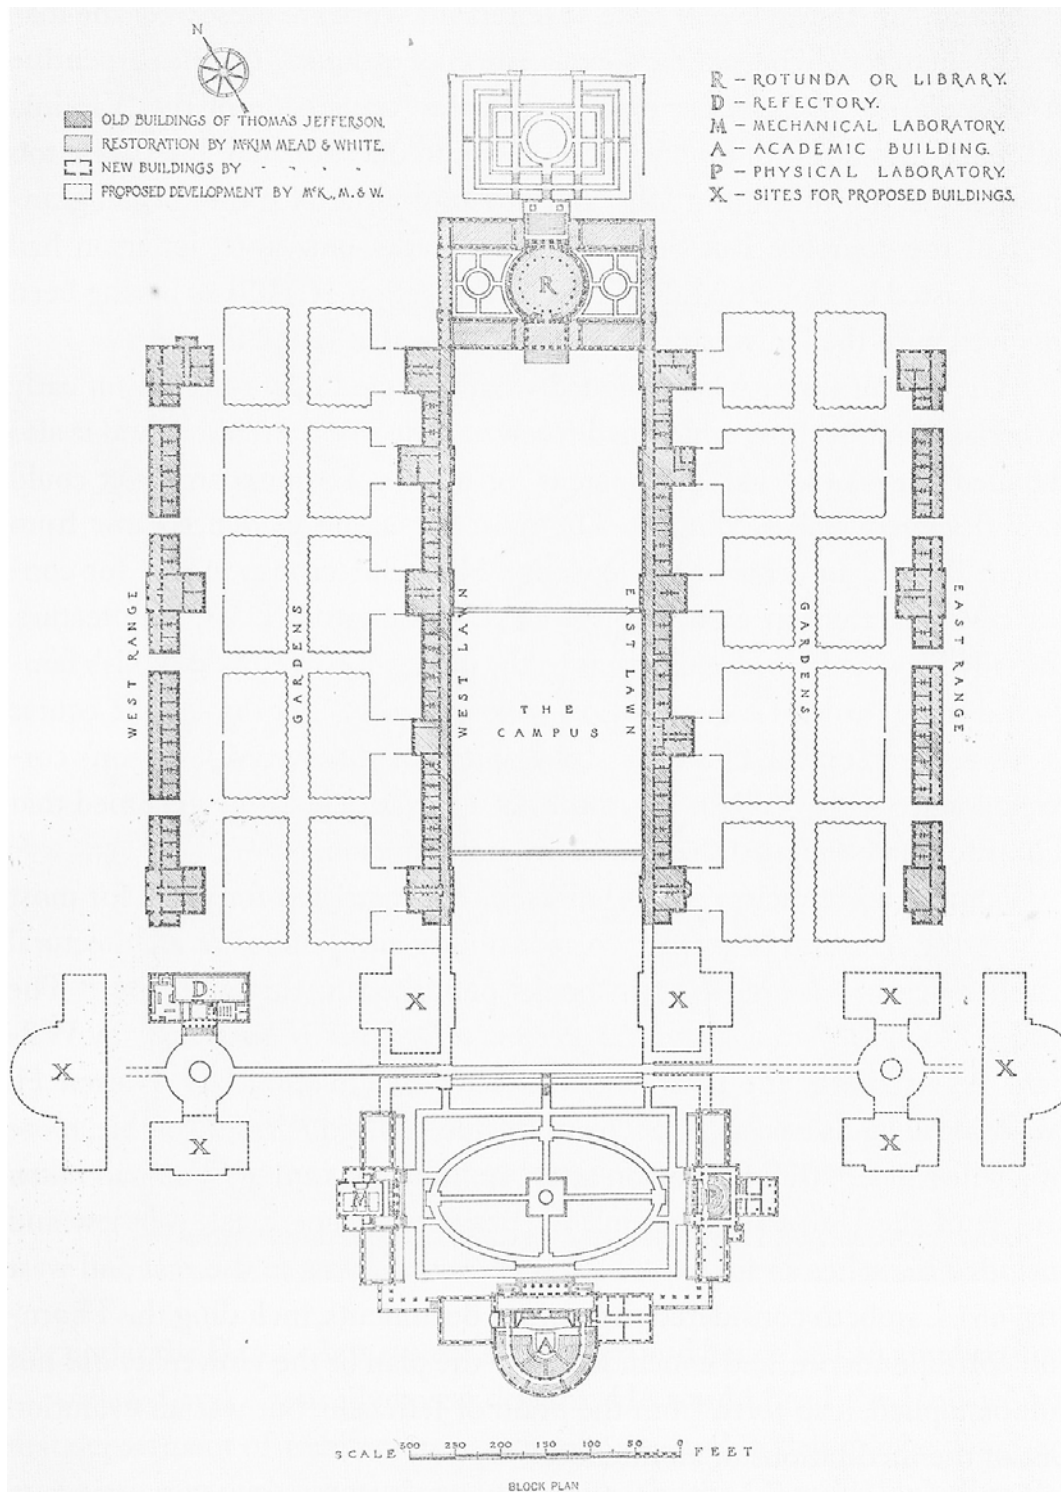 N
OLD BUILDINGS OF THOMAS JEFFERSON.
RESTORATION BY McKIM MEAD & WHITE.
NEW BUILDINGS BY - - - -
PROPOSED DEVELOPMENT BY McK., M. & W.
R – ROTUNDA OR LIBRARY.
D – REFECTORY.
M – MECHANICAL LABORATORY.
A – ACADEMIC BUILDING.
P – PHYSICAL LABORATORY.
X – SITES FOR PROPOSED BUILDINGS.
R
WEST RANGE
GARDENS
WEST LAWN
THE
CAMPUS
EAST LAWN
GARDENS
EAST RANGE
D
X
X
X
X
X
X
X
M
P
A
SCALE 300 250 200 150 100 50 0 FEET
BLOCK PLAN